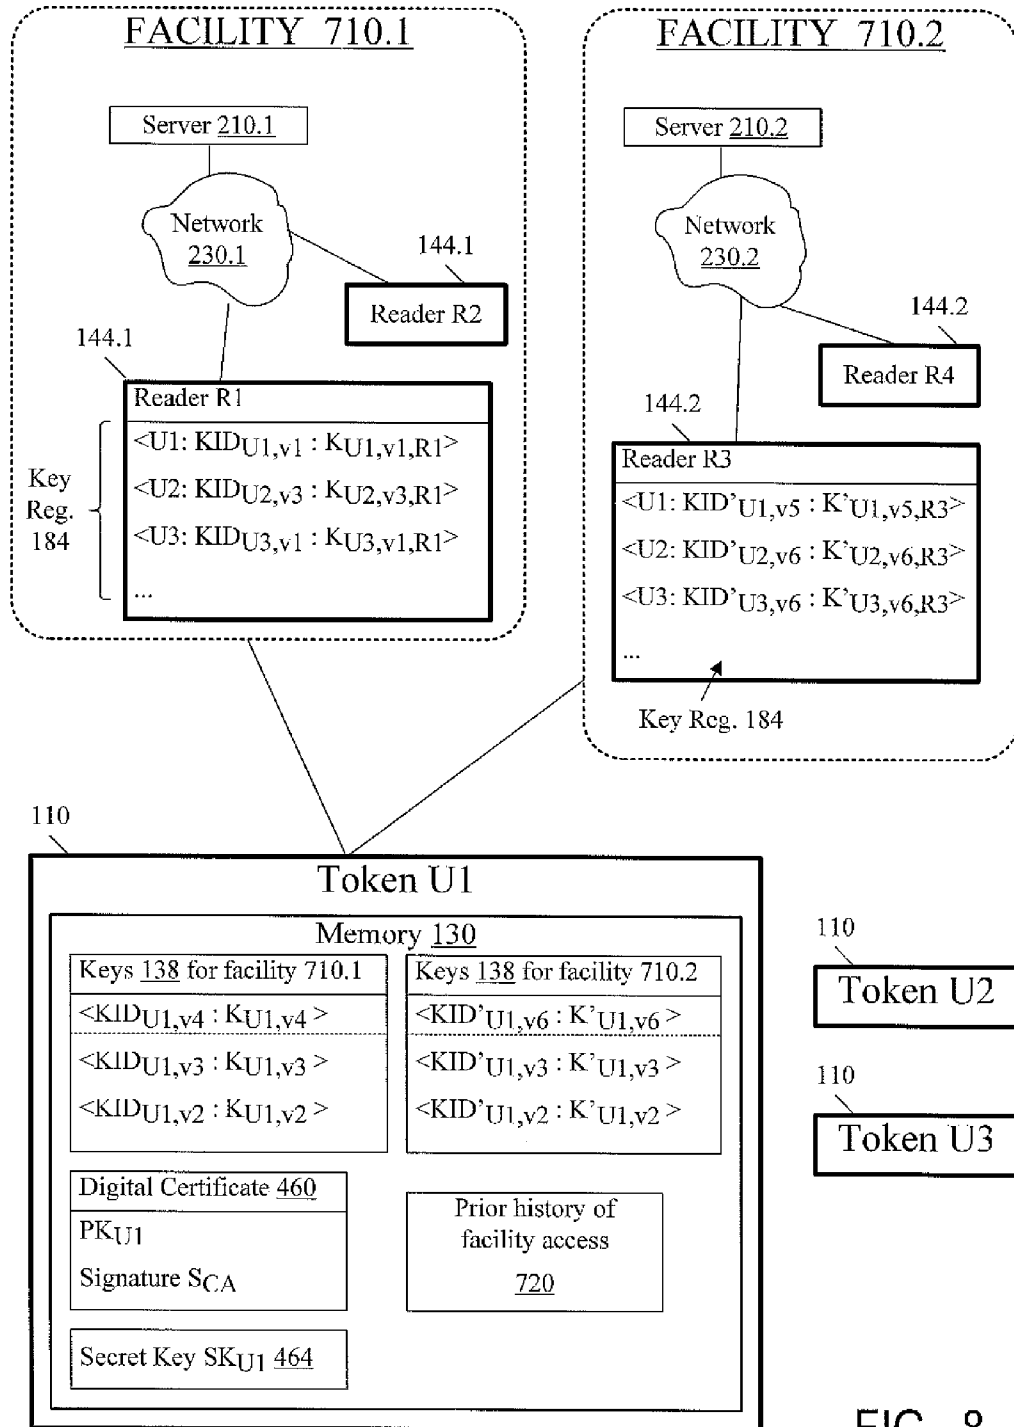 FACILITY 710.1
Server 210.1
Network
230.1
144.1
Reader R2
144.1
Reader R1
Key
Reg.
184
<U1: KIDU1,v1 : KU1,v1,R1>
<U2: KIDU2,v3 : KU2,v3,R1>
<U3: KIDU3,v1 : KU3,v1,R1>
...
FACILITY 710.2
Server 210.2
Network
230.2
144.2
Reader R4
144.2
Reader R3
<U1: KID’U1,v5 : K’U1,v5,R3>
<U2: KID’U2,v6 : K’U2,v6,R3>
<U3: KID’U3,v6 : K’U3,v6,R3>
...
Key Reg. 184
110
Token U1
Memory 130
Keys 138 for facility 710.1
<KIDU1,v4 : KU1,v4 >
<KIDU1,v3 : KU1,v3 >
<KIDU1,v2 : KU1,v2 >
Keys 138 for facility 710.2
<KID’U1,v6 : K’U1,v6 >
<KID’U1,v3 : K’U1,v3 >
<KID’U1,v2 : K’U1,v2 >
Digital Certificate 460
PKU1
Signature SCA
Prior history of
facility access
720
Secret Key SKU1 464
110
Token U2
110
Token U3
FIG. 8